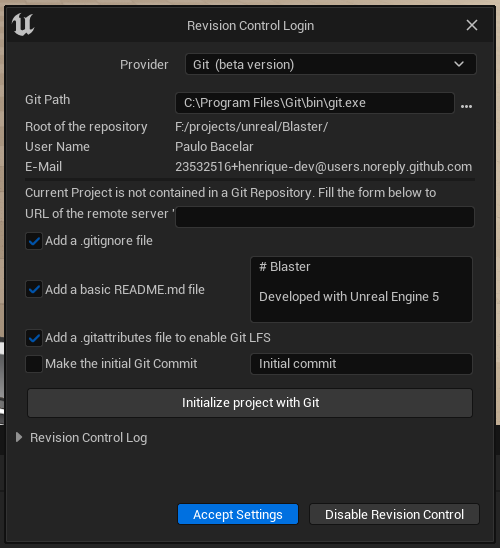 Revision Control Login
Provider Git (beta version)
Git Path C:\Program Files\Git\bin\git.exe ...
Root of the repository F:/projects/unreal/Blaster/
User Name Paulo Bacelar
E-Mail 23532516+henrique-dev@users.noreply.github.com
Current Project is not contained in a Git Repository. Fill the form below to
URL of the remote server '
Add a .gitignore file
Add a basic README.md file
# Blaster
Developed with Unreal Engine 5
Add a .gitattributes file to enable Git LFS
Make the initial Git Commit Initial commit
Initialize project with Git
Revision Control Log
Accept Settings Disable Revision Control